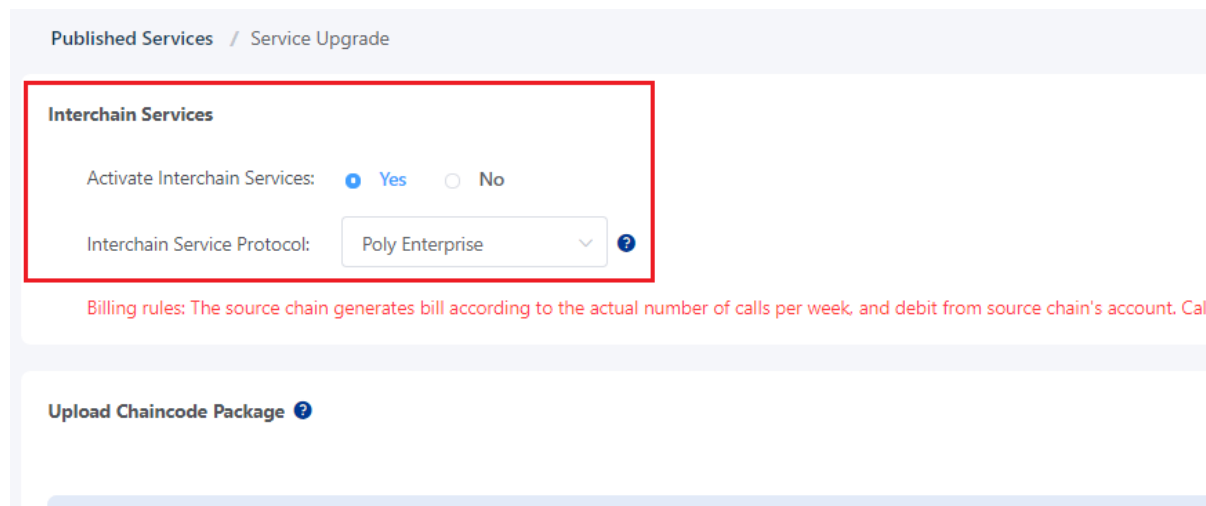 Published Services / Service Upgrade
Interchain Services
Activate Interchain Services: Yes No
Interchain Service Protocol: Poly Enterprise ?
Billing rules: The source chain generates bill according to the actual number of calls per week, and debit from source chain's account. Cal
Upload Chaincode Package ?